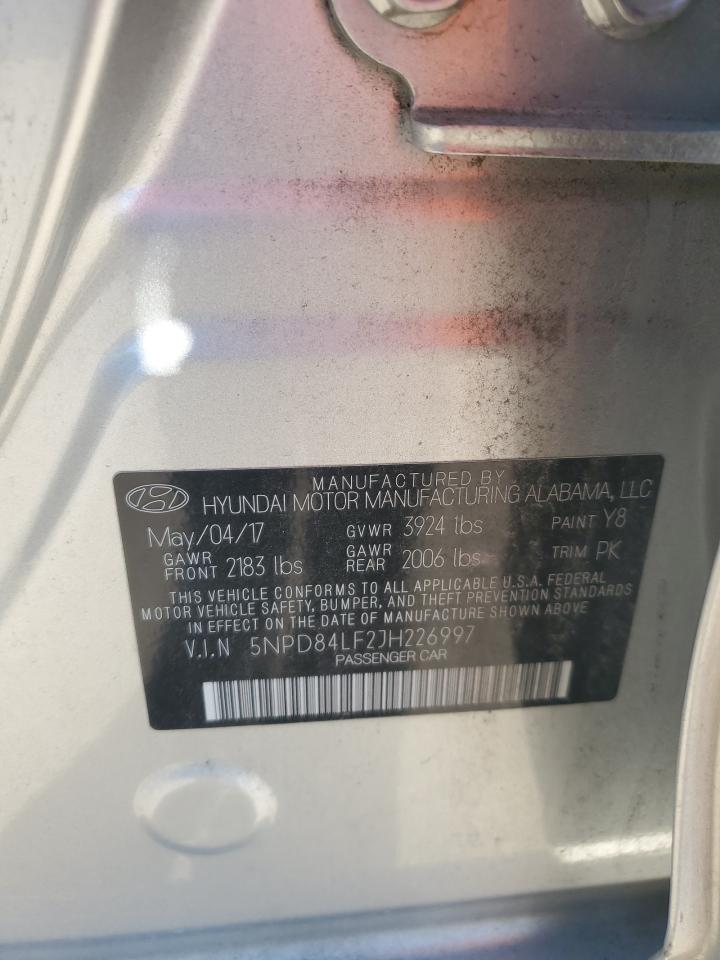 MANUFACTURED BY
HYUNDAI MOTOR MANUFACTURING ALABAMA, LLC
May/04/17 GVWR 3924 lbs PAINT Y8
GAWR FRONT 2183 lbs GAWR REAR 2006 lbs TRIM PK
THIS VEHICLE CONFORMS TO ALL APPLICABLE U.S.A. FEDERAL
MOTOR VEHICLE SAFETY, BUMPER, AND THEFT PREVENTION STANDARDS
IN EFFECT ON THE DATE OF MANUFACTURE SHOWN ABOVE
V.I.N 5NPD84LF2JH226997
PASSENGER CAR